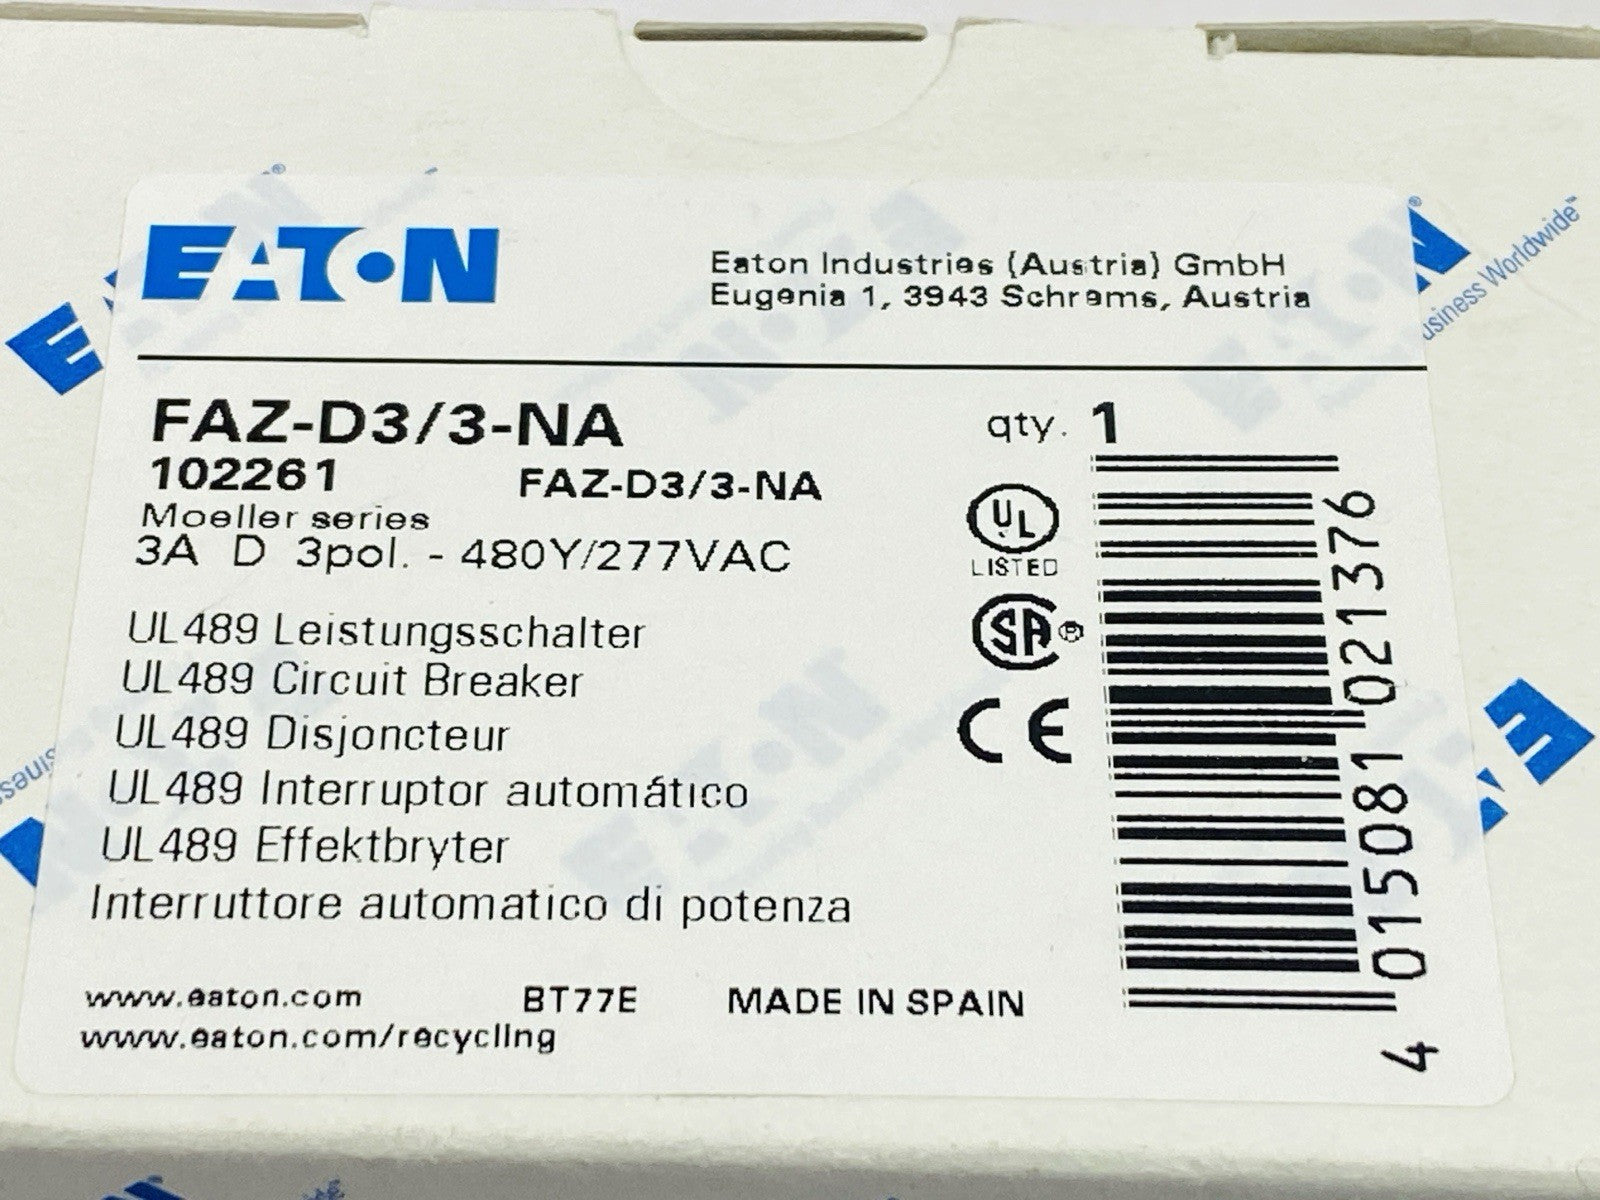 EATON
Eaton Industries (Austria) GmbH
Eugenia 1, 3943 Schrems, Austria
FAZ-D3/3-NA
qty. 1
102261 FAZ-D3/3-NA
Moeller series
3A D 3pol. - 480Y/277VAC
UL LISTED
SA ®
CE
UL489 Leistungsschalter
UL489 Circuit Breaker
UL489 Disjoncteur
UL489 Interruptor automático
UL489 Effektbryter
Interruttore automatico di potenza
www.eaton.com BT77E MADE IN SPAIN
www.eaton.com/recycling
4 015081 021376
Worldwide™